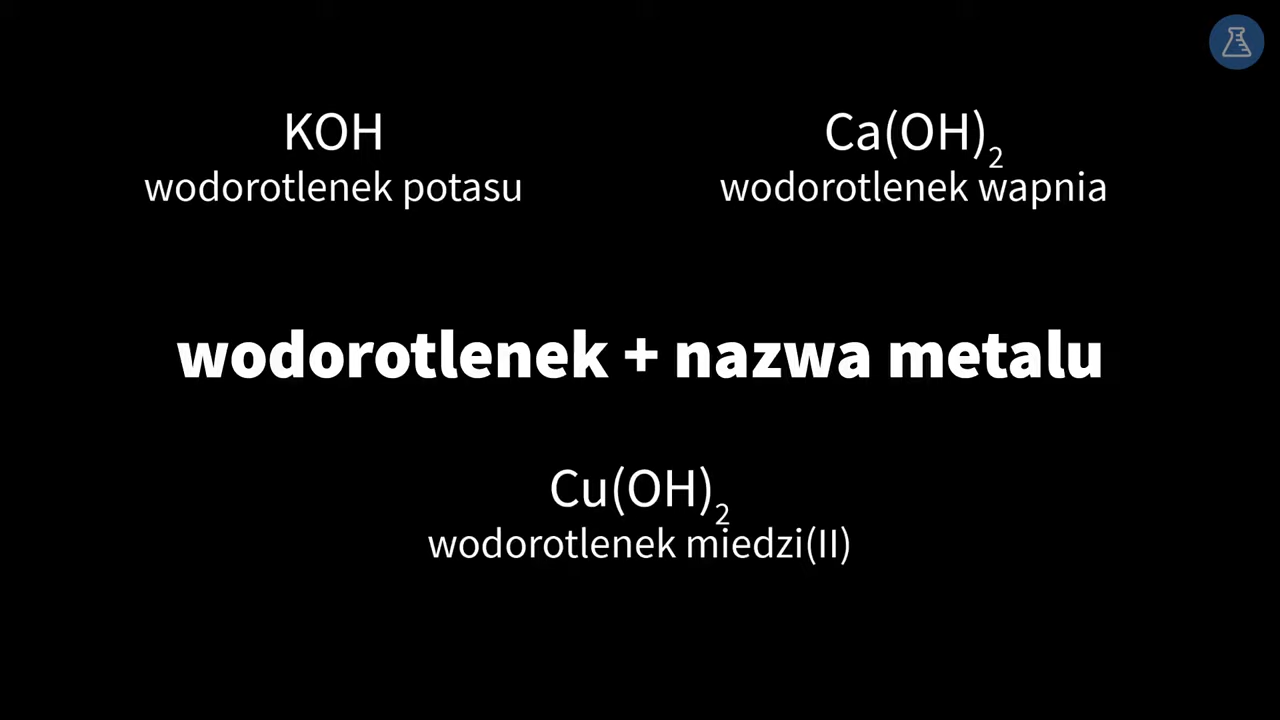 KOH
wodorotlenek potasu
Ca(OH)₂
wodorotlenek wapnia
wodorotlenek + nazwa metalu
Cu(OH)₂
wodorotlenek miedzi(II)